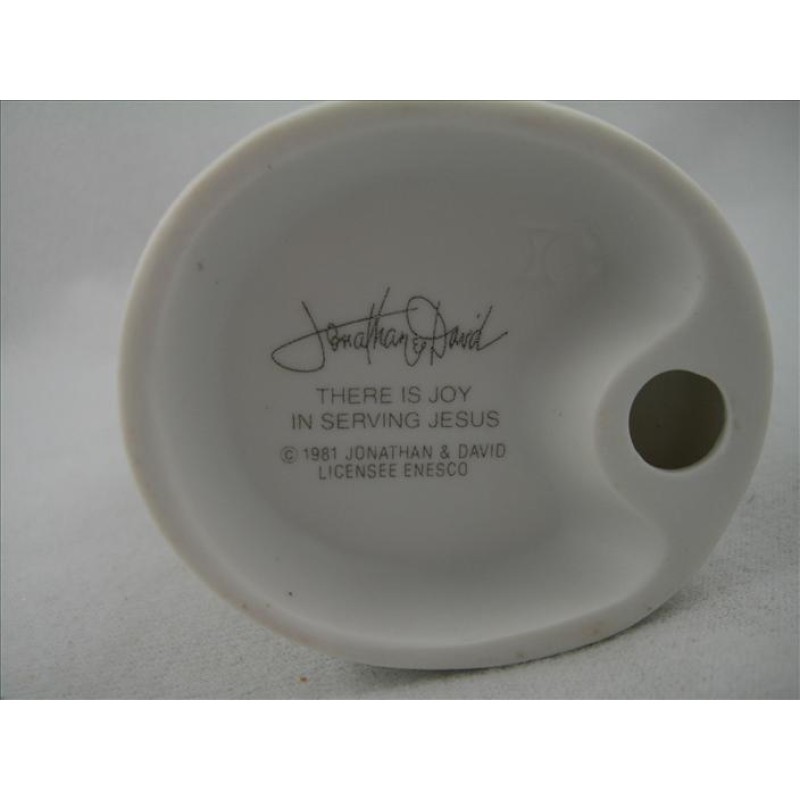 Jonathan & David
THERE IS JOY
IN SERVING JESUS
© 1981 JONATHAN & DAVID
LICENSEE ENESCO